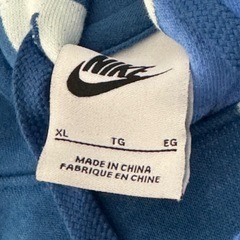 NIKE
XL TG EG
MADE IN CHINA
FABRIQUE EN CHINE